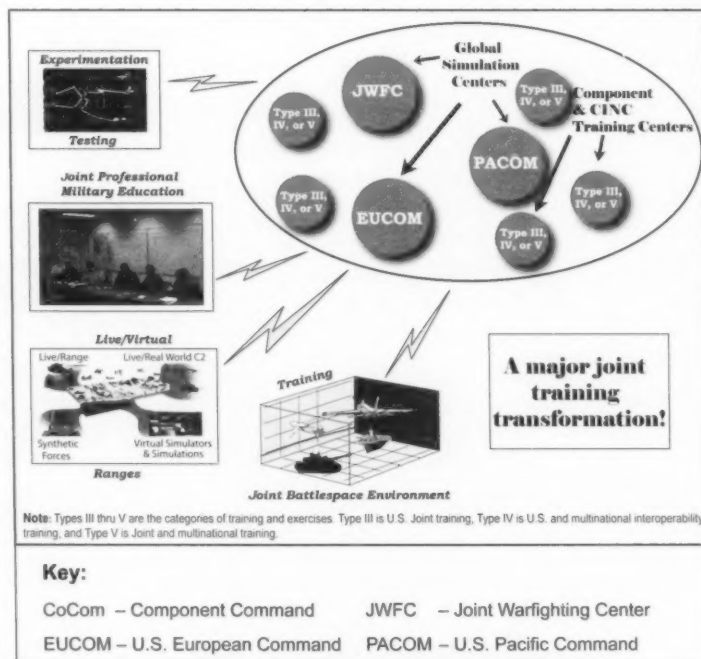 Experimentation
Testing
Joint Professional
Military Education
Live/Virtual
Live/Range
Live/Real World C2
Synthetic
Forces
Virtual Simulators
& Simulations
Ranges
Training
Joint Battlespace Environment
Global
Simulation
Centers
JWFC
Type III,
IV, or V
Type III,
IV, or V
EUCOM
PACOM
Type III,
IV, or V
Component
& CINC
Training Centers
Type III,
IV, or V
Type III,
IV, or V
A major joint
training
transformation!
Note: Types III thru V are the categories of training and exercises. Type III is U.S. Joint training, Type IV is U.S. and multinational interoperability
training, and Type V is Joint and multinational training.
Key:
CoCom – Component Command
JWFC – Joint Warfighting Center
EUCOM – U.S. European Command
PACOM – U.S. Pacific Command